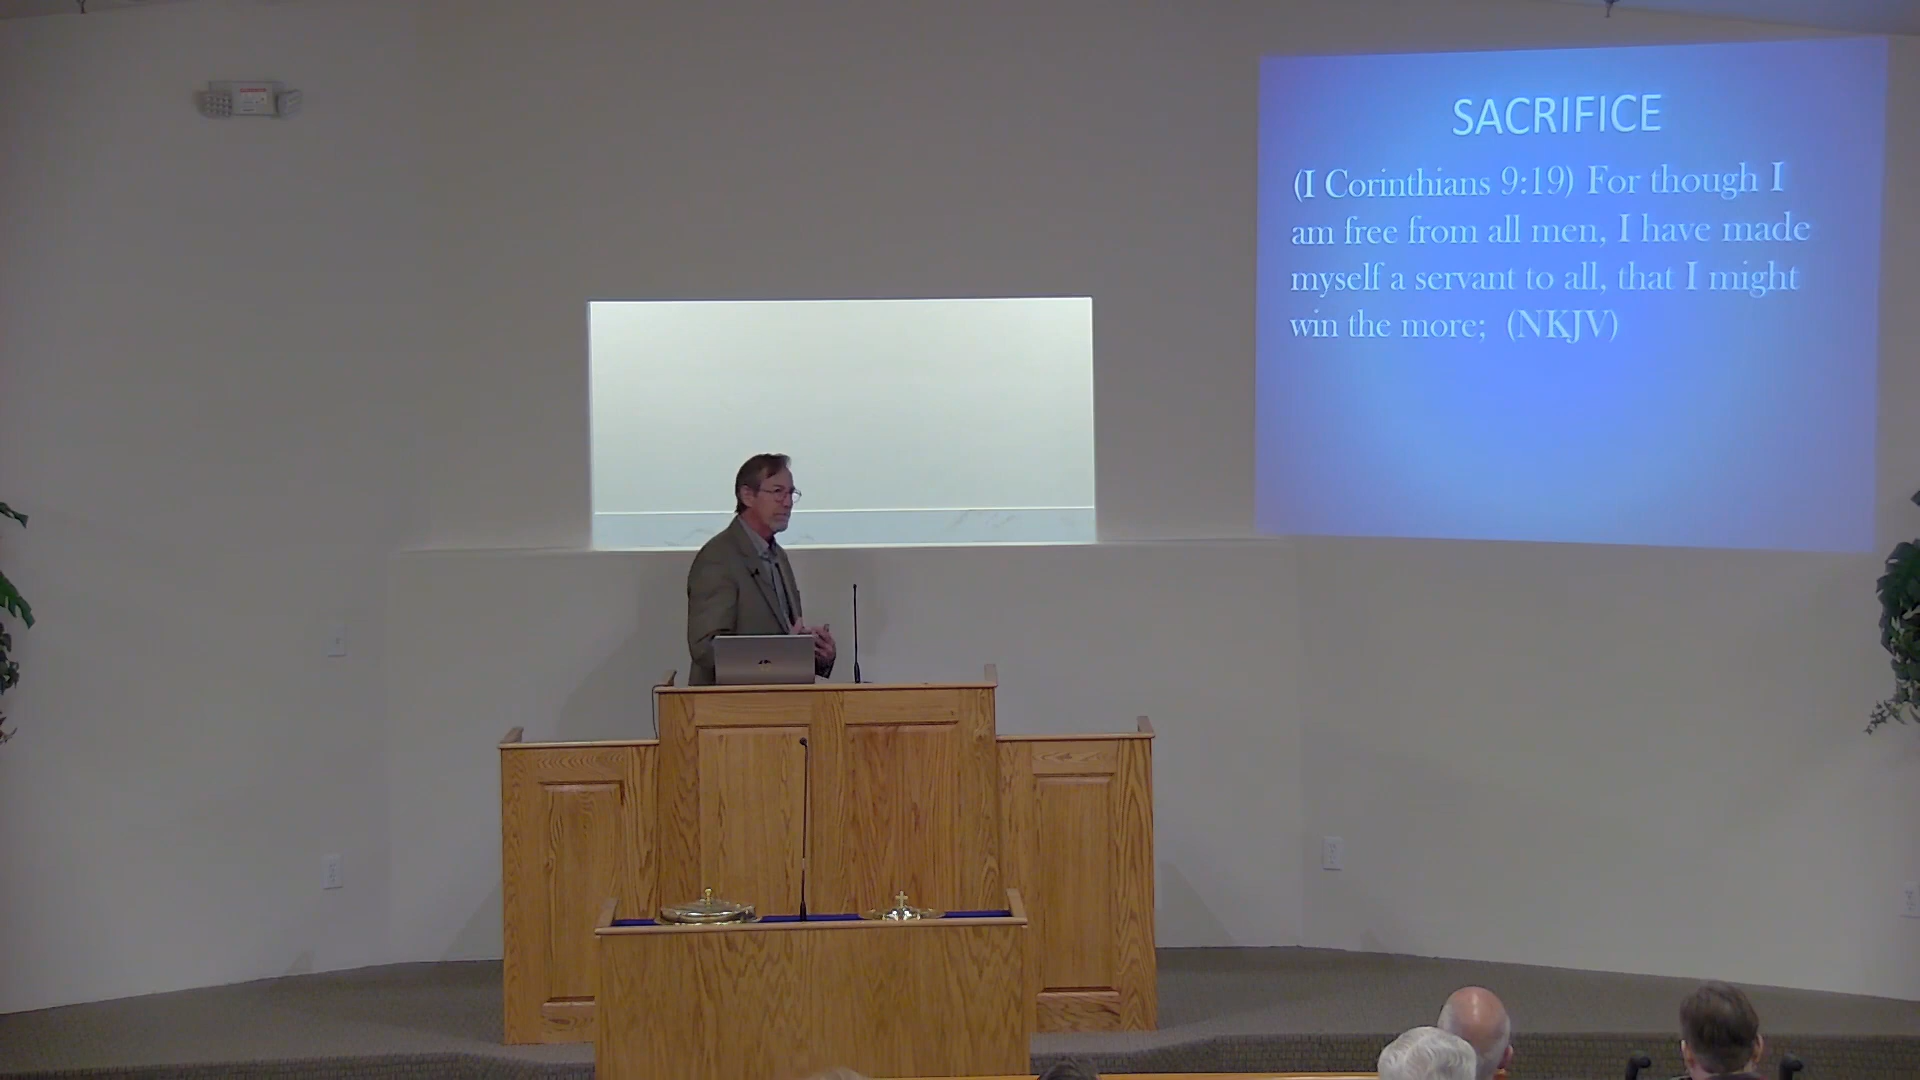 SACRIFICE
(I Corinthians 9:19) For though I
am free from all men, I have made
myself a servant to all, that I might
win the more;  (NKJV)